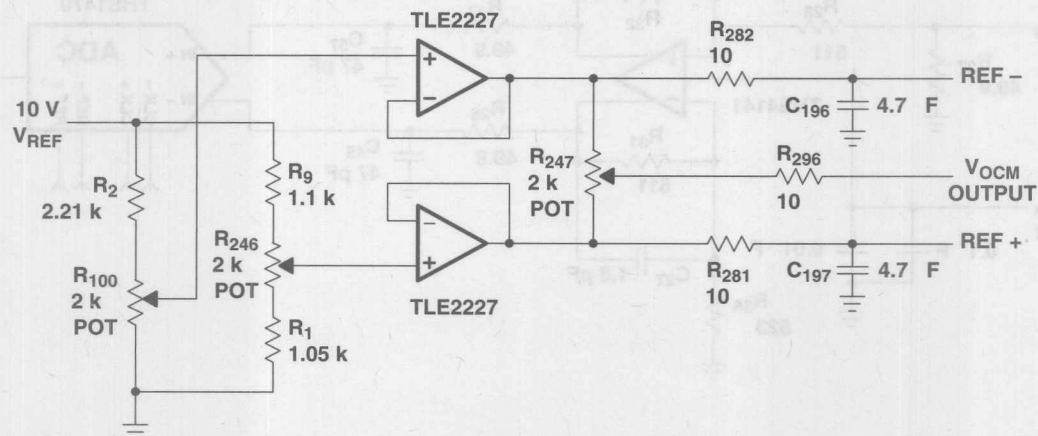 TLE2227
R282
10
REF –
C196
4.7 F
10 V
VREF
R2
2.21 k
R9
1.1 k
R247
2 k
POT
R296
10
VOCM
OUTPUT
R246
2 k
POT
R100
2 k
POT
R1
1.05 k
TLE2227
R281
10
REF +
C197
4.7 F